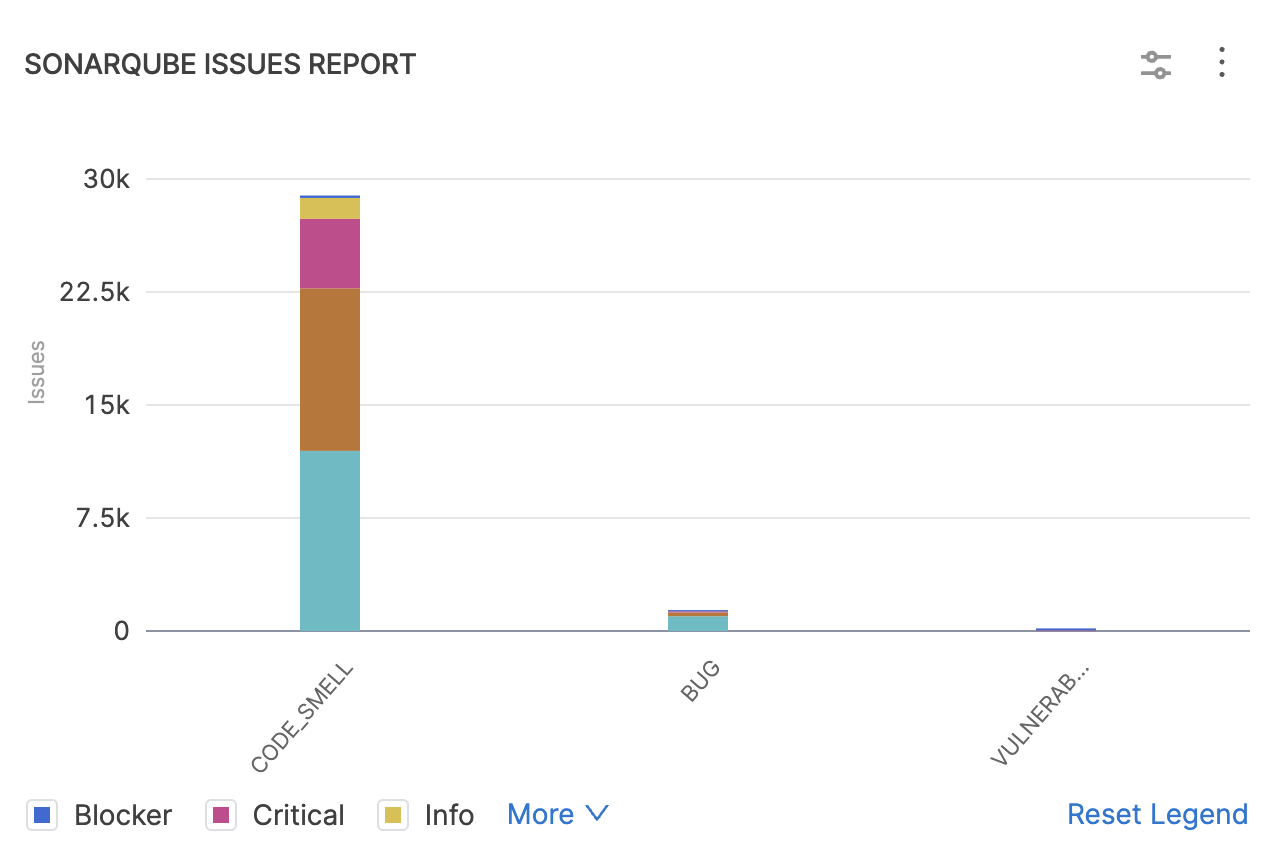 SONARQUBE ISSUES REPORT
30k
22.5k
15k
7.5k
0
Issues
CODE_SMELL
BUG
VULNERAB...
Blocker
Critical
Info
More
Reset Legend